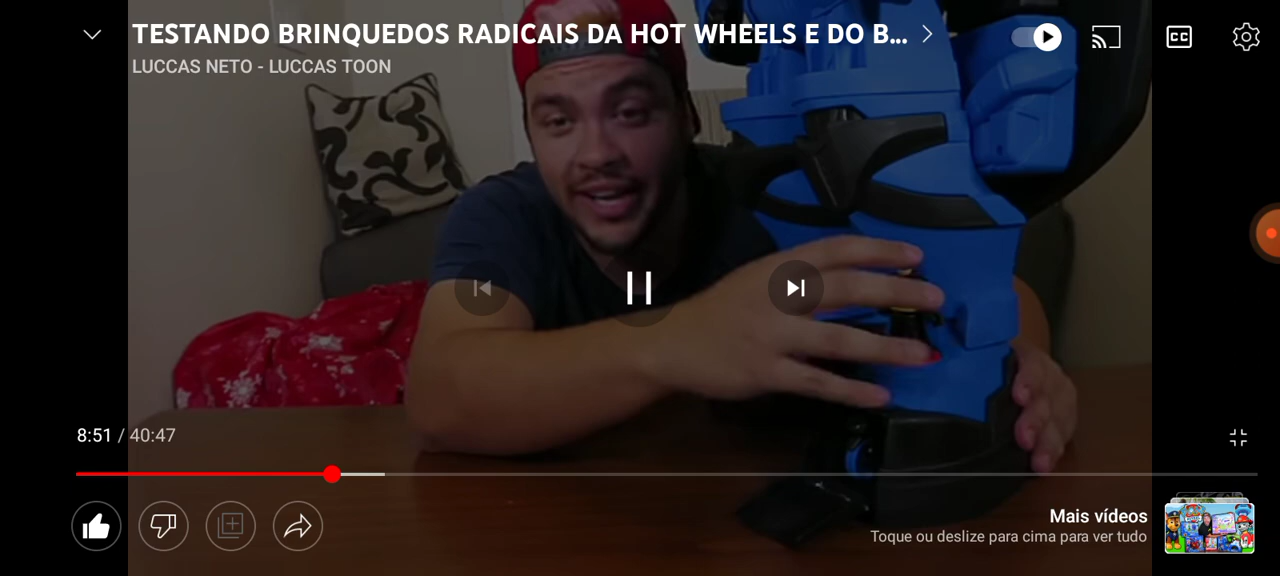 TESTANDO BRINQUEDOS RADICAIS DA HOT WHEELS E DO B...
LUCCAS NETO - LUCCAS TOON
CC
8:51 / 40:47
Mais vídeos
Toque ou deslize para cima para ver tudo